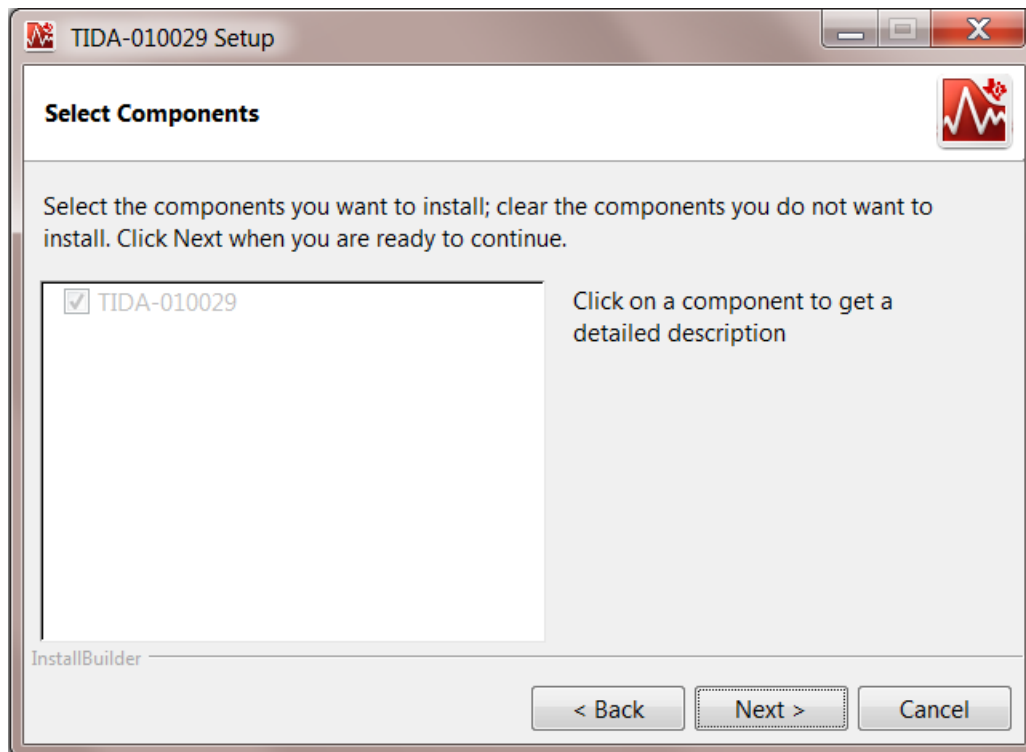 TIDA-010029 Setup
Select Components
Select the components you want to install; clear the components you do not want to
install. Click Next when you are ready to continue.
TIDA-010029
Click on a component to get a
detailed description
InstallBuilder
< Back
Next >
Cancel